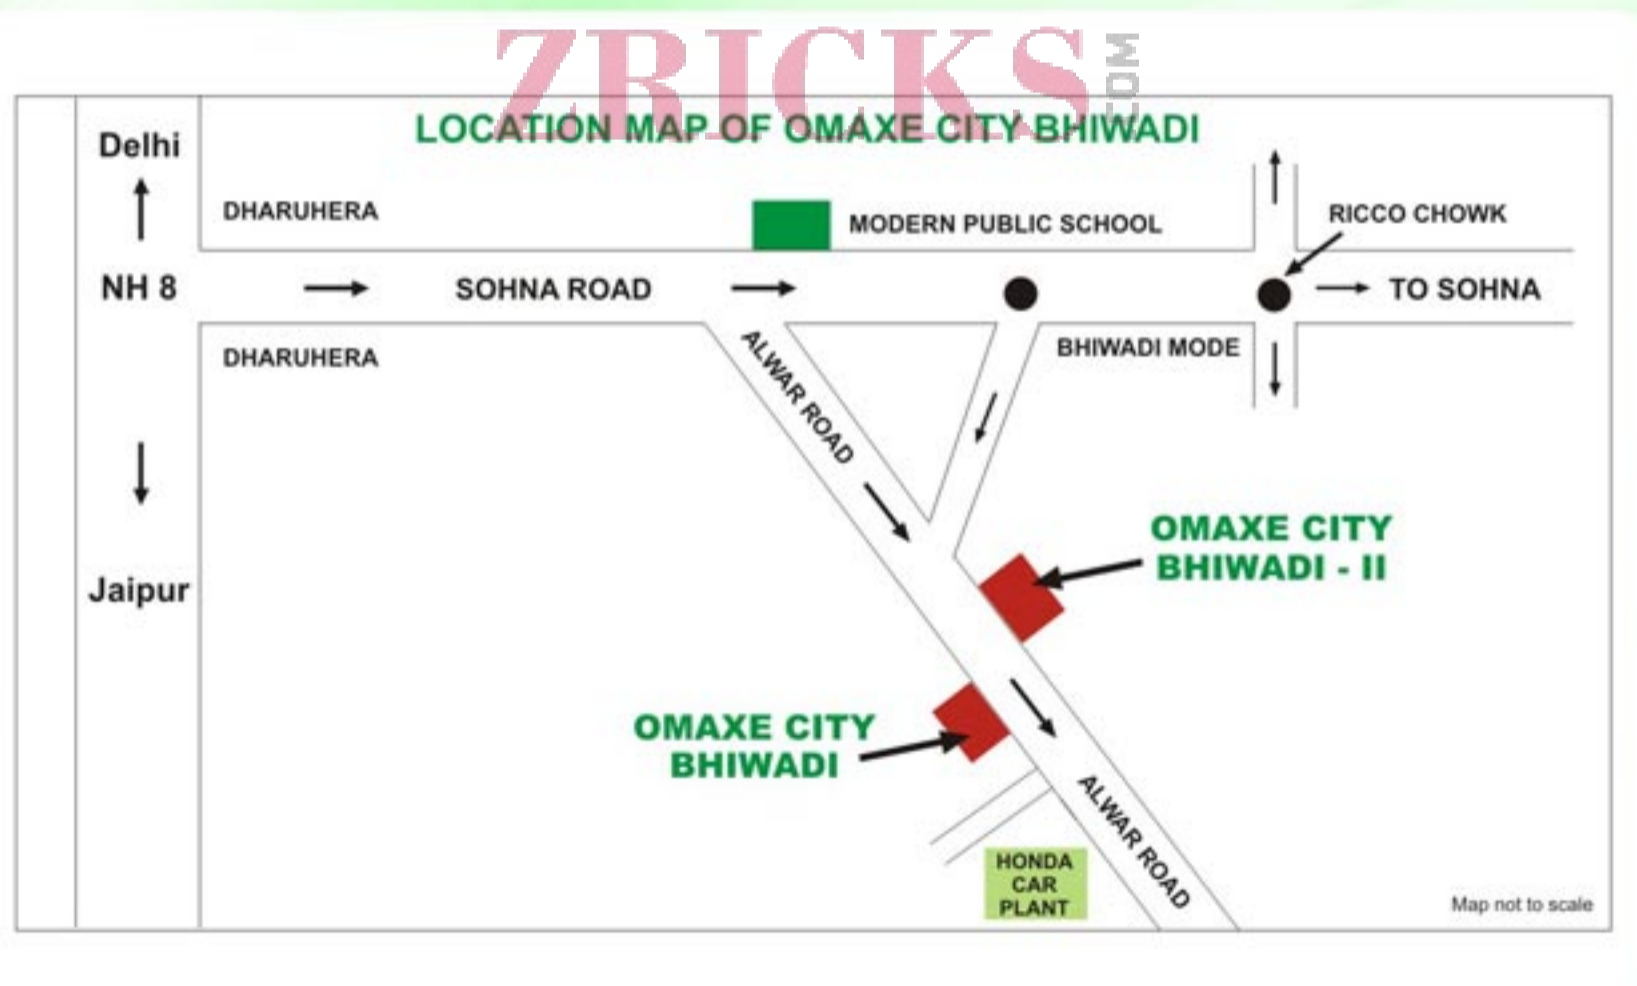 ZRICKS.COM
LOCATION MAP OF OMAXE CITY BHIWADI
Delhi
DHARUHERA
MODERN PUBLIC SCHOOL
RICCO CHOWK
NH 8
SOHNA ROAD
TO SOHNA
DHARUHERA
ALWAR ROAD
BHIWADI MODE
OMAXE CITY
BHIWADI - II
Jaipur
OMAXE CITY
BHIWADI
ALWAR ROAD
HONDA
CAR
PLANT
Map not to scale